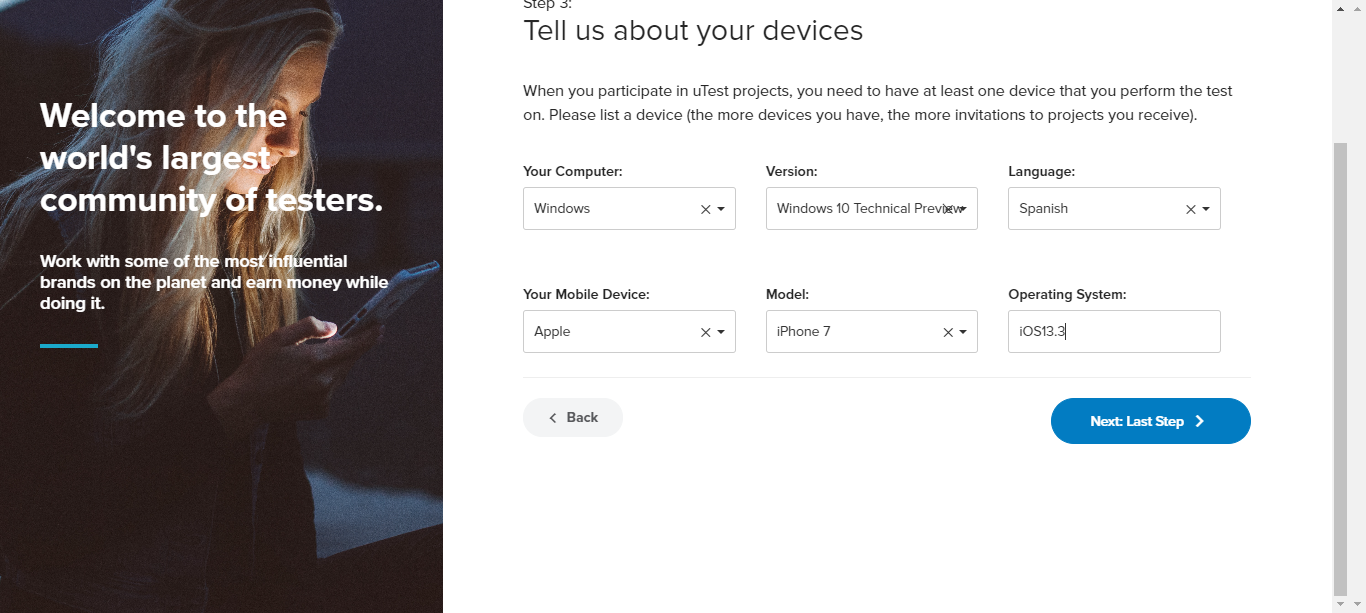 Welcome to the
world's largest
community of testers.
Work with some of the most influential
brands on the planet and earn money while
doing it.
Step 3:
Tell us about your devices
When you participate in uTest projects, you need to have at least one device that you perform the test
on. Please list a device (the more devices you have, the more invitations to projects you receive).
Your Computer:
Version:
Language:
Windows
Windows 10 Technical Preview
Spanish
Your Mobile Device:
Model:
Operating System:
Apple
iPhone 7
iOS13.3
Back
Next: Last Step